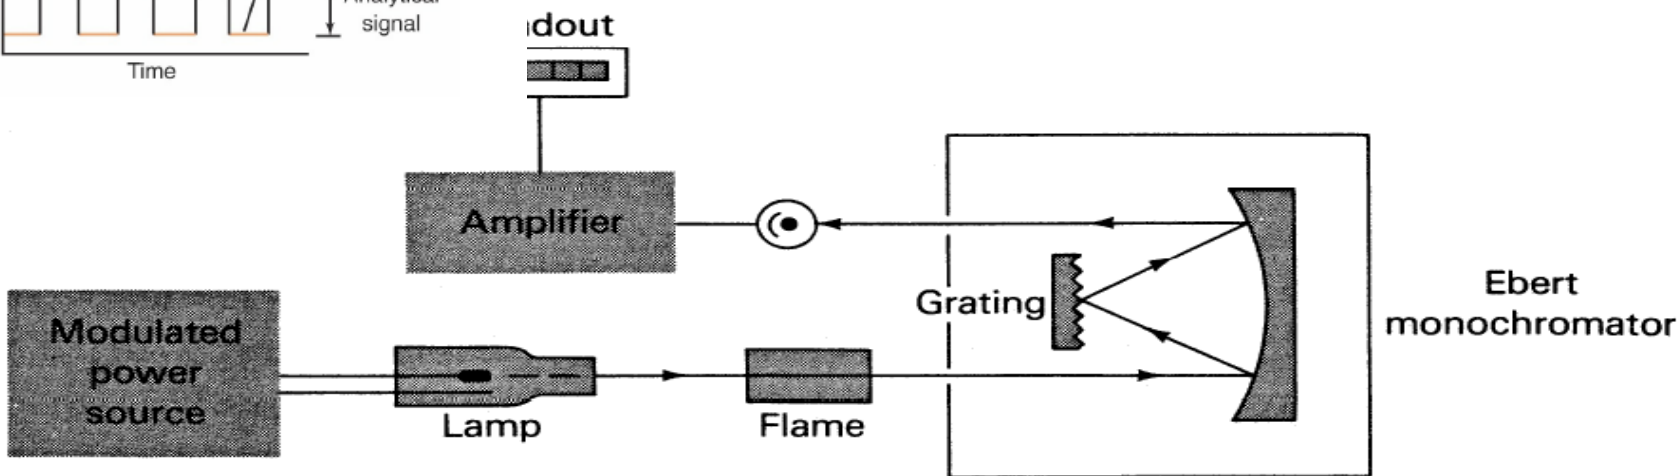 signal
Time
dout
Amplifier
Modulated
power
source
Lamp
Flame
Grating
Ebert
monochromator